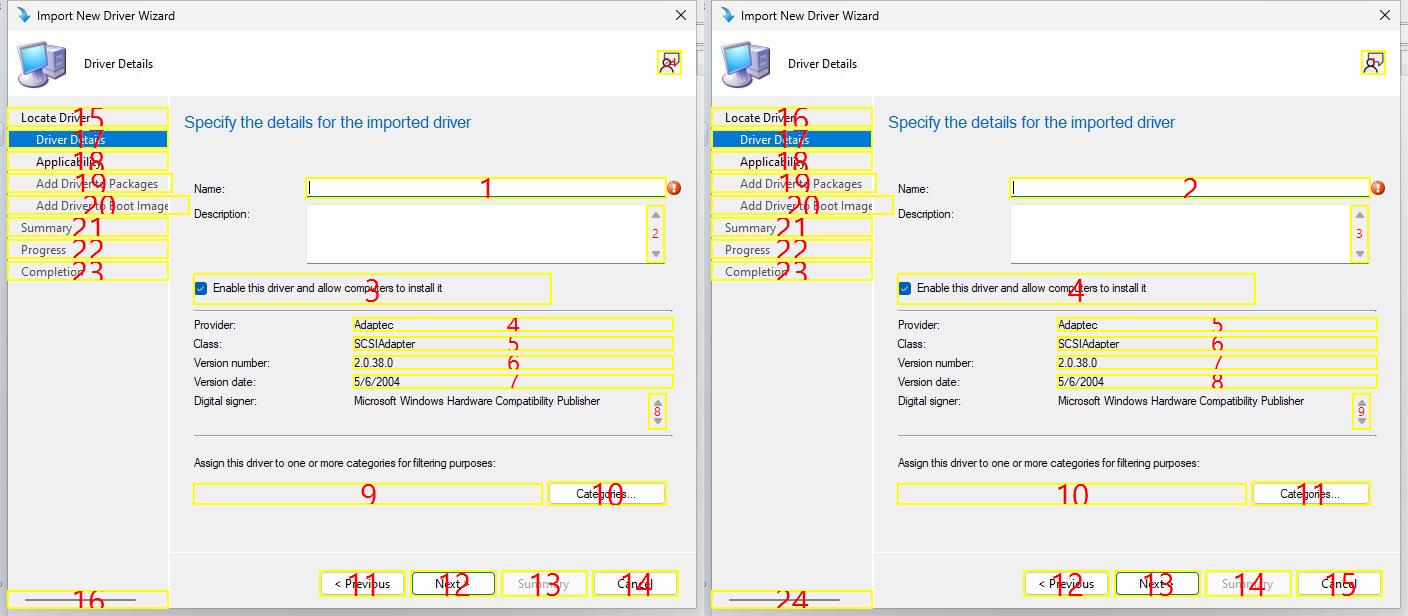 Import New Driver Wizard
Driver Details
24
15
Locate Driver
17
Driver Details
18
Applicability
19
Add Driver to Packages
20
Add Driver to Boot Image
21
Summary
22
Progress
23
Completion
16
Specify the details for the imported driver
Name:
1
Description:
2
Enable this driver and allow computers to install it
3
Provider: Adaptec
4
Class: SCSIAdapter
5
Version number: 2.0.38.0
6
Version date: 5/6/2004
7
Digital signer: Microsoft Windows Hardware Compatibility Publisher
8
Assign this driver to one or more categories for filtering purposes:
9
Categories...
10
< Previous
11
Next >
12
Summary
13
Cancel
14
Import New Driver Wizard
Driver Details
16
Locate Driver
17
Driver Details
18
Applicability
19
Add Driver to Packages
20
Add Driver to Boot Image
21
Summary
22
Progress
23
Completion
24
Specify the details for the imported driver
Name:
2
Description:
3
Enable this driver and allow computers to install it
4
Provider: Adaptec
5
Class: SCSIAdapter
6
Version number: 2.0.38.0
7
Version date: 5/6/2004
8
Digital signer: Microsoft Windows Hardware Compatibility Publisher
9
Assign this driver to one or more categories for filtering purposes:
10
Categories...
11
< Previous
12
Next >
13
Summary
14
Cancel
15